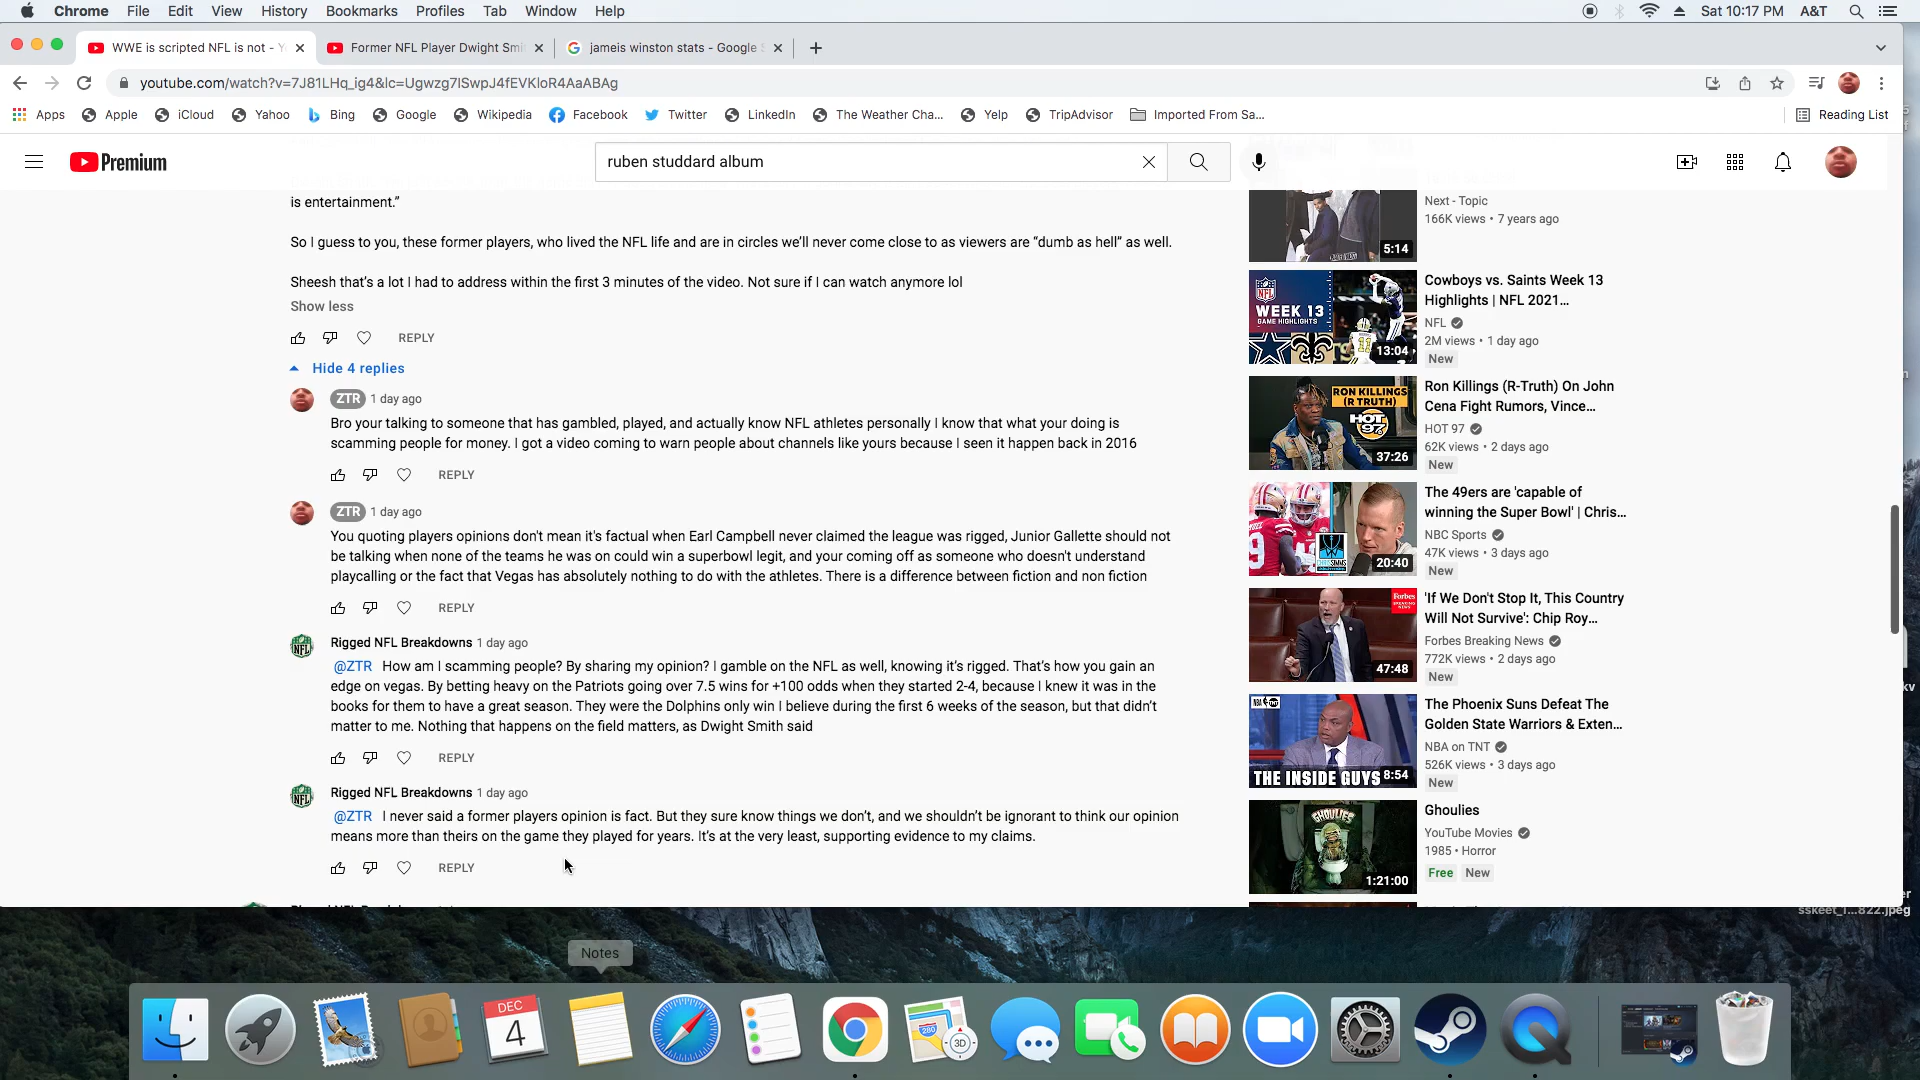 Chrome File Edit View History Bookmarks Profiles Tab Window Help
Sat 10:17 PM A&T
WWE is scripted NFL is not - Y
Former NFL Player Dwight Smi
jameis winston stats - Google S
youtube.com/watch?v=7J81LHq_ig4&lc=Ugwzg7ISwpJ4fEVKloR4AaABAg
Apps Apple iCloud Yahoo Bing Google Wikipedia Facebook Twitter LinkedIn The Weather Cha... Yelp TripAdvisor Imported From Sa... Reading List
Premium
ruben studdard album
is entertainment.”
So I guess to you, these former players, who lived the NFL life and are in circles we’ll never come close to as viewers are “dumb as hell” as well.
Sheesh that’s a lot I had to address within the first 3 minutes of the video. Not sure if I can watch anymore lol
Show less
REPLY
Hide 4 replies
ZTR 1 day ago
Bro your talking to someone that has gambled, played, and actually know NFL athletes personally I know that what your doing is
scamming people for money. I got a video coming to warn people about channels like yours because I seen it happen back in 2016
REPLY
ZTR 1 day ago
You quoting players opinions don't mean it's factual when Earl Campbell never claimed the league was rigged, Junior Gallette should not
be talking when none of the teams he was on could win a superbowl legit, and your coming off as someone who doesn't understand
playcalling or the fact that Vegas has absolutely nothing to do with the athletes. There is a difference between fiction and non fiction
REPLY
Rigged NFL Breakdowns 1 day ago
@ZTR How am I scamming people? By sharing my opinion? I gamble on the NFL as well, knowing it’s rigged. That’s how you gain an
edge on vegas. By betting heavy on the Patriots going over 7.5 wins for +100 odds when they started 2-4, because I knew it was in the
books for them to have a great season. They were the Dolphins only win I believe during the first 6 weeks of the season, but that didn’t
matter to me. Nothing that happens on the field matters, as Dwight Smith said
REPLY
Rigged NFL Breakdowns 1 day ago
@ZTR I never said a former players opinion is fact. But they sure know things we don’t, and we shouldn’t be ignorant to think our opinion
means more than theirs on the game they played for years. It’s at the very least, supporting evidence to my claims.
REPLY
Next - Topic
166K views • 7 years ago
5:14
Cowboys vs. Saints Week 13
Highlights | NFL 2021...
NFL
2M views • 1 day ago
New
WEEK 13
GAME HIGHLIGHTS
13:04
Ron Killings (R-Truth) On John
Cena Fight Rumors, Vince...
HOT 97
62K views • 2 days ago
New
RON KILLINGS
(R TRUTH)
HOT 97
37:26
The 49ers are 'capable of
winning the Super Bowl' | Chris...
NBC Sports
47K views • 3 days ago
New
20:40
'If We Don't Stop It, This Country
Will Not Survive': Chip Roy...
Forbes Breaking News
772K views • 2 days ago
New
Forbes
47:48
The Phoenix Suns Defeat The
Golden State Warriors & Exten...
NBA on TNT
526K views • 3 days ago
New
THE INSIDE GUYS
8:54
Ghoulies
YouTube Movies
1985 • Horror
Free New
GHOULIES
1:21:00
Notes
DEC
4
280
3D